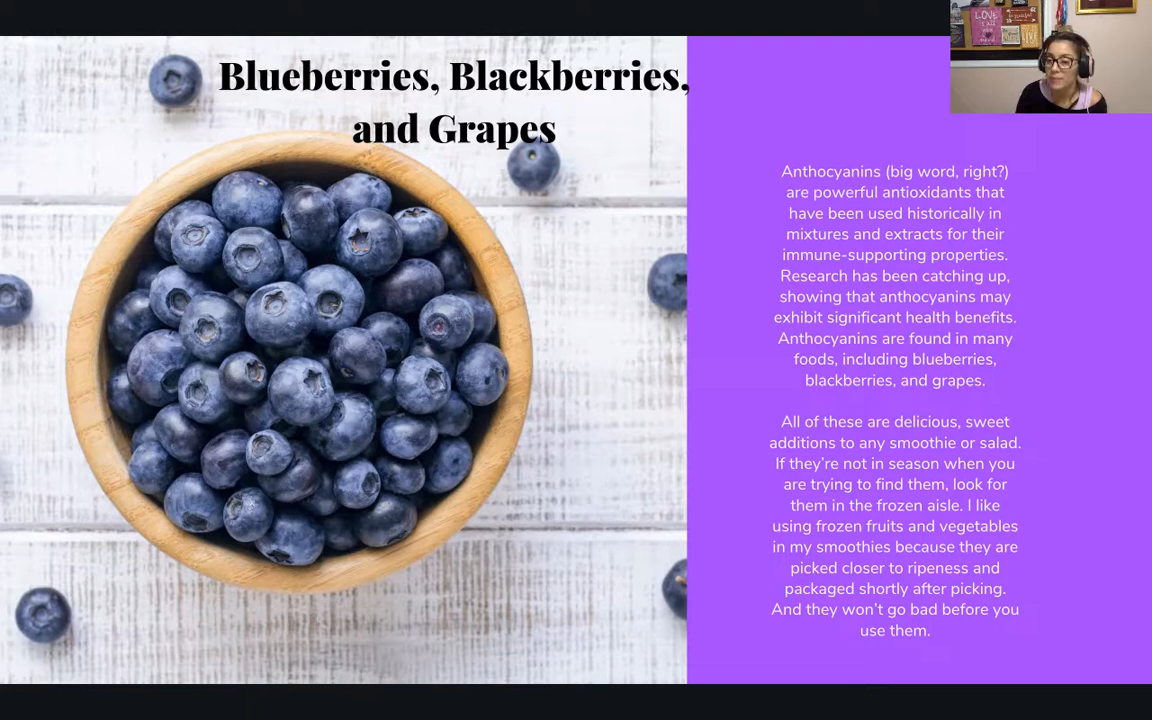 Blueberries, Blackberries,
and Grapes
LOVE
Anthocyanins (big word, right?)
are powerful antioxidants that
have been used historically in
mixtures and extracts for their
immune-supporting properties.
Research has been catching up,
showing that anthocyanins may
exhibit significant health benefits.
Anthocyanins are found in many
foods, including blueberries,
blackberries, and grapes.
All of these are delicious, sweet
additions to any smoothie or salad.
If they’re not in season when you
are trying to find them, look for
them in the frozen aisle. I like
using frozen fruits and vegetables
in my smoothies because they are
picked closer to ripeness and
packaged shortly after picking.
And they won’t go bad before you
use them.